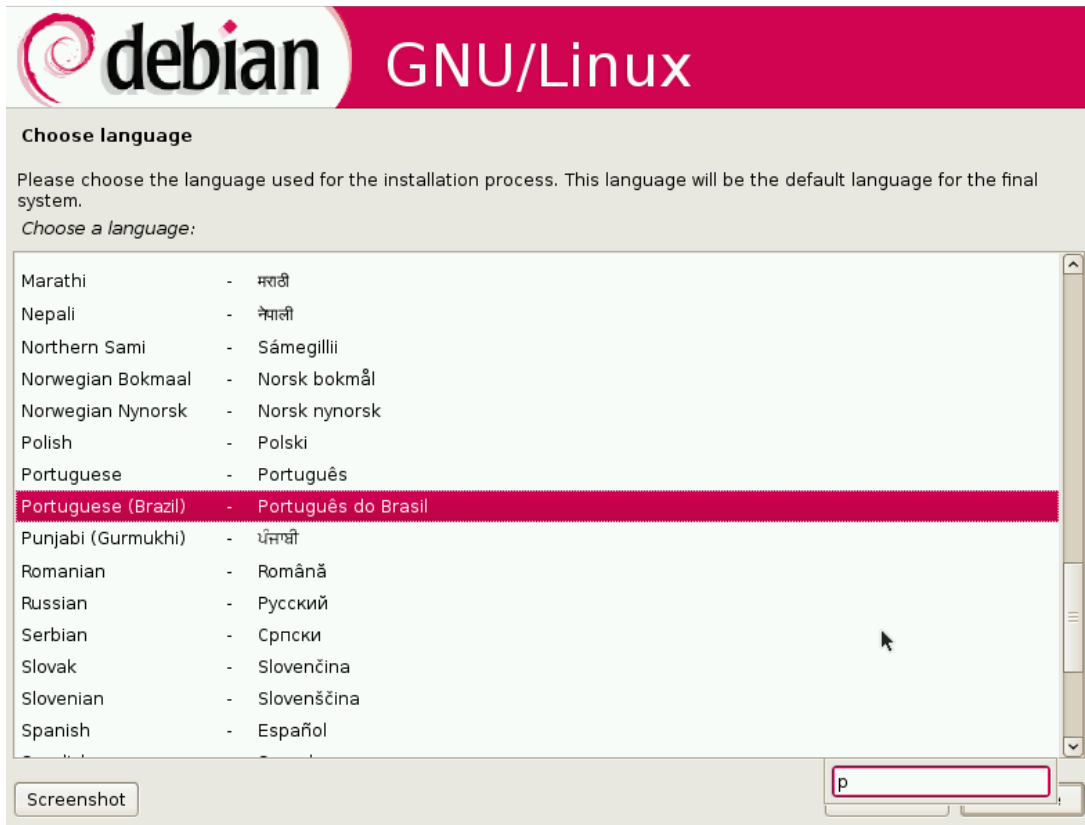 debian GNU/Linux
Choose language
Please choose the language used for the installation process. This language will be the default language for the final
system.
Choose a language:
Marathi - मराठी
Nepali - नेपाली
Northern Sami - Sámegillii
Norwegian Bokmaal - Norsk bokmål
Norwegian Nynorsk - Norsk nynorsk
Polish - Polski
Portuguese - Português
Portuguese (Brazil) - Português do Brasil
Punjabi (Gurmukhi) - ਪੰਜਾਬੀ
Romanian - Română
Russian - Русский
Serbian - Српски
Slovak - Slovenčina
Slovenian - Slovenščina
Spanish - Español
p
Screenshot